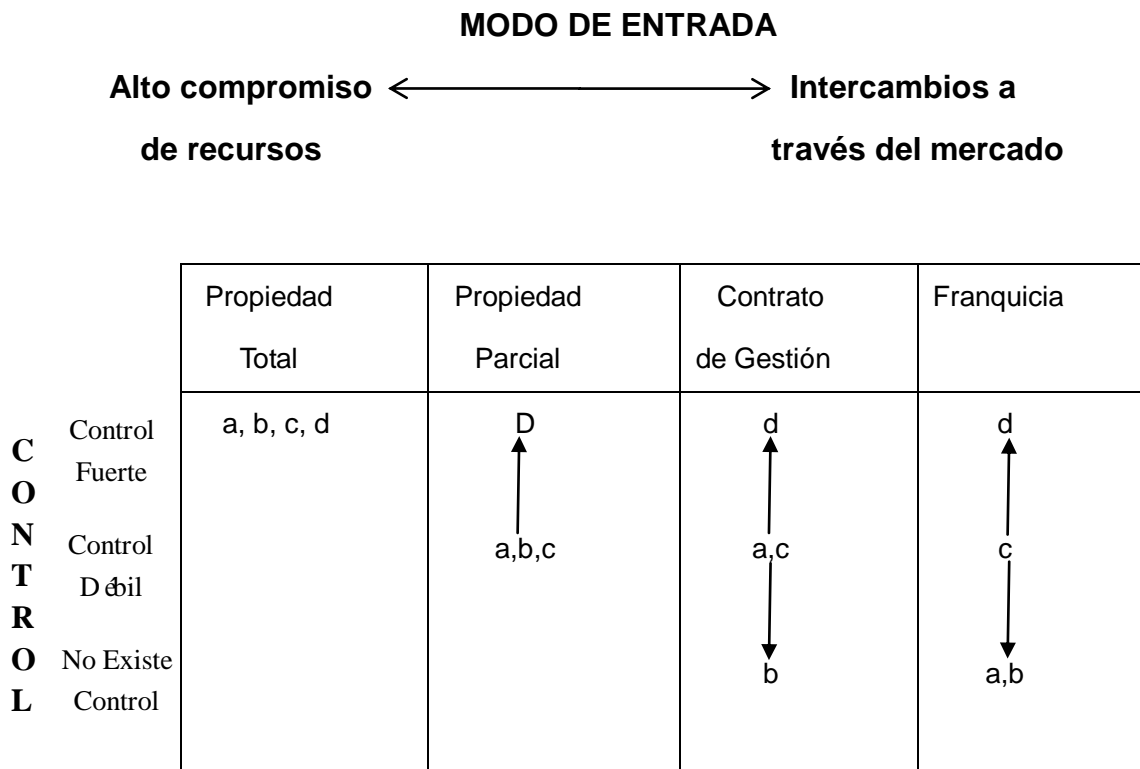 MODO DE ENTRADA
Alto compromiso Intercambios a
de recursos través del mercado
Propiedad Propiedad Contrato Franquicia
Total Parcial de Gestión
Control a, b, c, d D d d
Fuerte
Control a,b,c a,c c
Débil
No Existe b a,b
Control
C
O
N
T
R
O
L